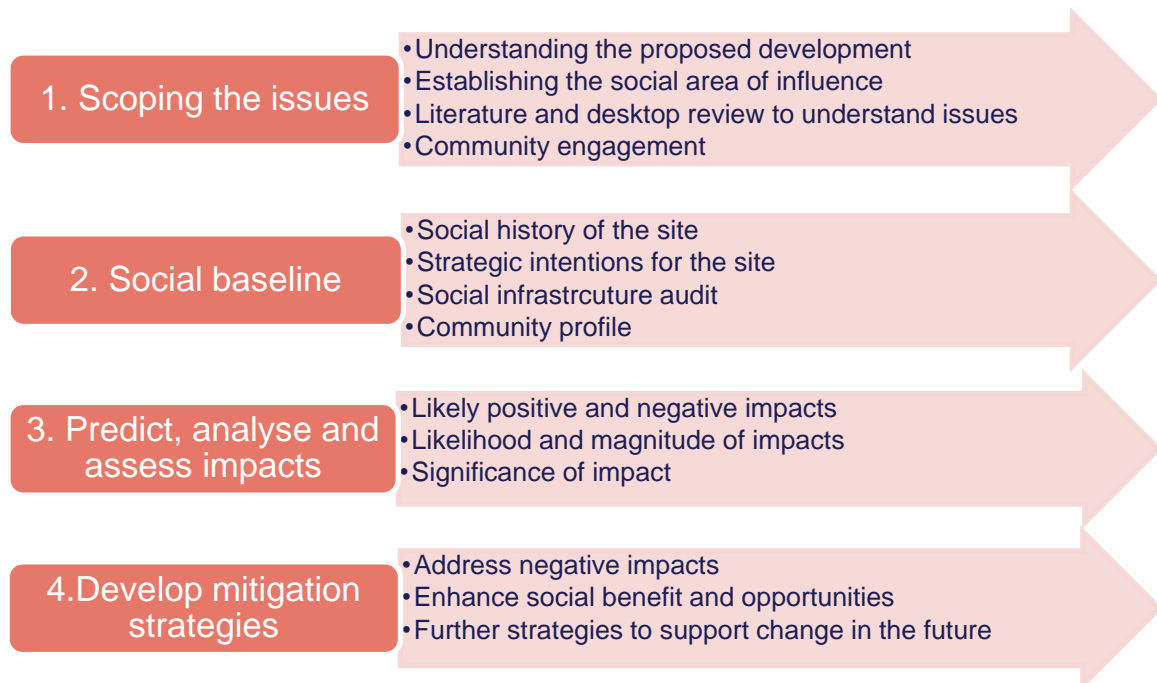 1. Scoping the issues
•Understanding the proposed development
•Establishing the social area of influence
•Literature and desktop review to understand issues
•Community engagement
2. Social baseline
•Social history of the site
•Strategic intentions for the site
•Social infrastrcuture audit
•Community profile
3. Predict, analyse and
assess impacts
•Likely positive and negative impacts
•Likelihood and magnitude of impacts
•Significance of impact
4.Develop mitigation
strategies
•Address negative impacts
•Enhance social benefit and opportunities
•Further strategies to support change in the future